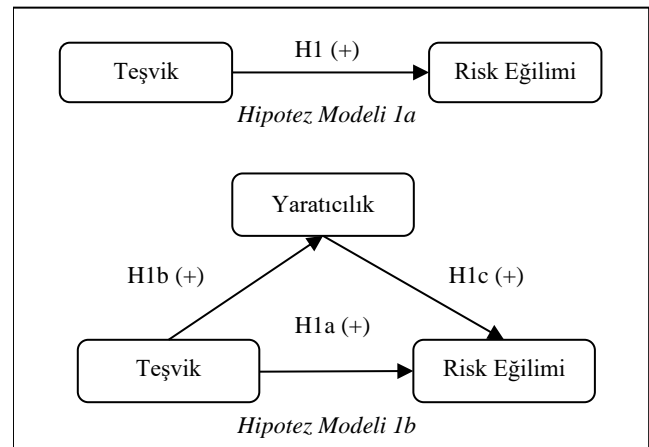 H1 (+)
Teşvik
Risk Eğilimi
Hipotez Modeli 1a
Yaratıcılık
H1b (+)
H1c (+)
H1a (+)
Teşvik
Risk Eğilimi
Hipotez Modeli 1b